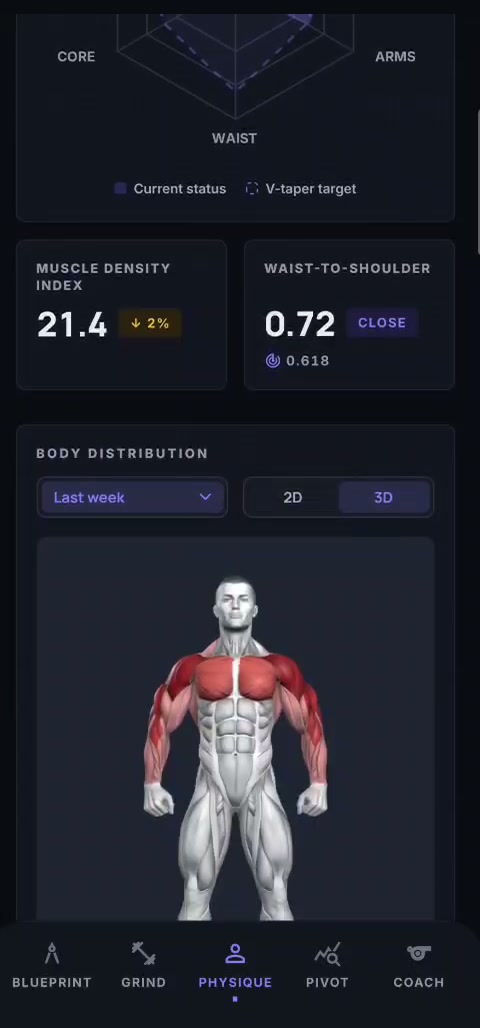 CORE
ARMS
WAIST
Current status
V-taper target
MUSCLE DENSITY
INDEX
21.4
↓ 2%
WAIST-TO-SHOULDER
0.72
CLOSE
0.618
BODY DISTRIBUTION
Last week
2D
3D
BLUEPRINT
GRIND
PHYSIQUE
PIVOT
COACH